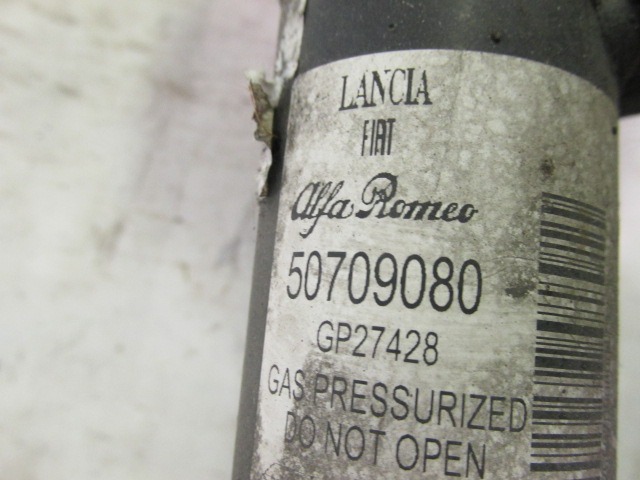 LANCIA
FIAT
Alfa Romeo
50709080
GP27428
GAS PRESSURIZED
DO NOT OPEN